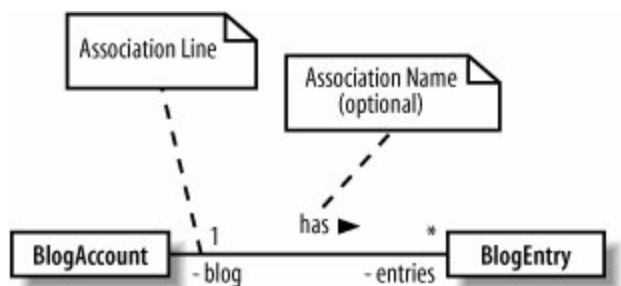 Association Line
Association Name
(optional)
has ►
1
*
BlogAccount
BlogEntry
- blog
- entries